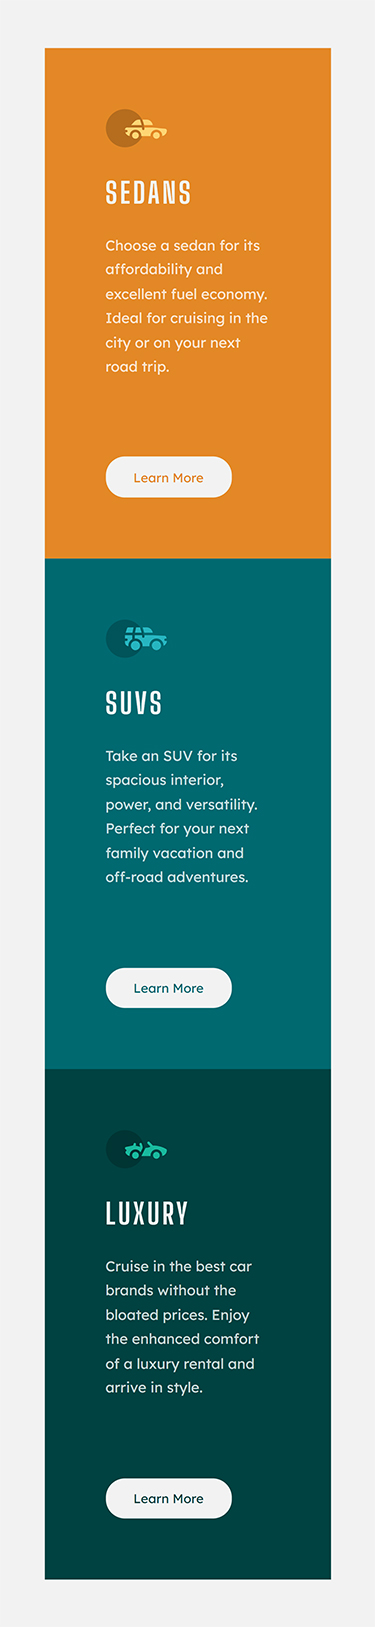 SEDANS
Choose a sedan for its
affordability and
excellent fuel economy.
Ideal for cruising in the
city or on your next
road trip.
Learn More
SUVS
Take an SUV for its
spacious interior,
power, and versatility.
Perfect for your next
family vacation and
off-road adventures.
Learn More
LUXURY
Cruise in the best car
brands without the
bloated prices. Enjoy
the enhanced comfort
of a luxury rental and
arrive in style.
Learn More